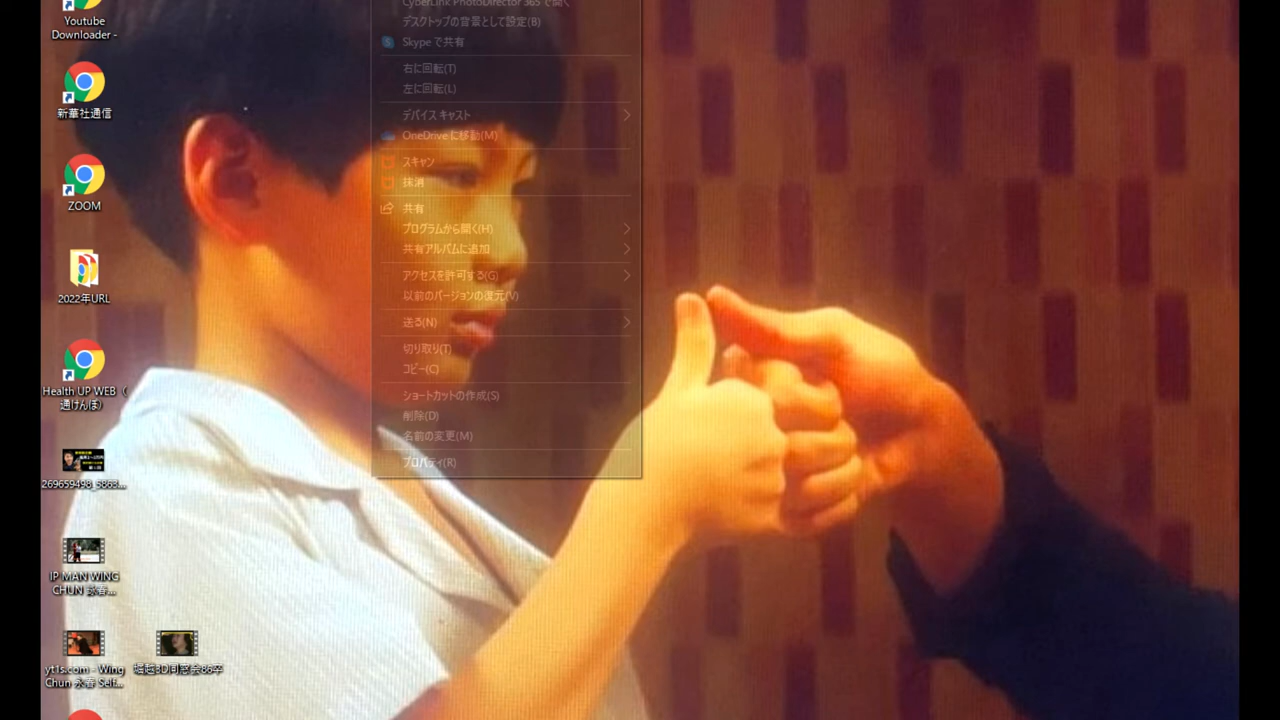 Youtube
Downloader -
新華社通信
ZOOM
2022年URL
Health UP WEB（
通けんぽ）
IP MAN WING
CHUN 詠春...
yt1s.com - Wing
Chun 永春 Self...
CyberLink PhotoDirector 365 で開く
デスクトップの背景として設定(B)
Skype で共有
右に回転(T)
左に回転(L)
デバイス キャスト
OneDrive に移動(M)
スキャン
抹消
共有
プログラムから開く(H)
共有アルバムに追加
アクセスを許可する(G)
以前のバージョンの復元(V)
送る(N)
切り取り(T)
コピー(C)
ショートカットの作成(S)
削除(D)
名前の変更(M)
プロパティ(R)